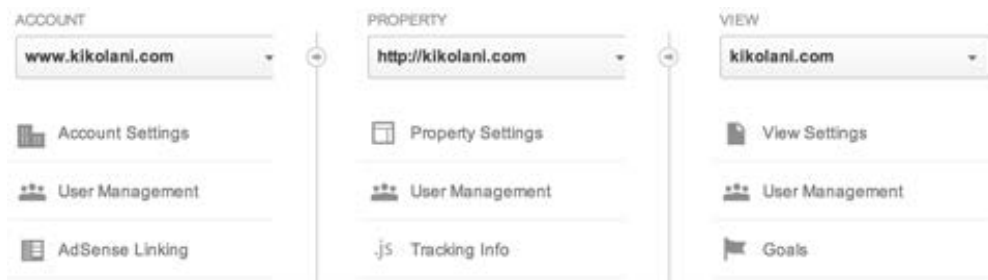 ACCOUNT
www.kikolani.com
Account Settings
User Management
AdSense Linking
PROPERTY
http://kikolani.com
Property Settings
User Management
.js Tracking Info
VIEW
kikolani.com
View Settings
User Management
Goals